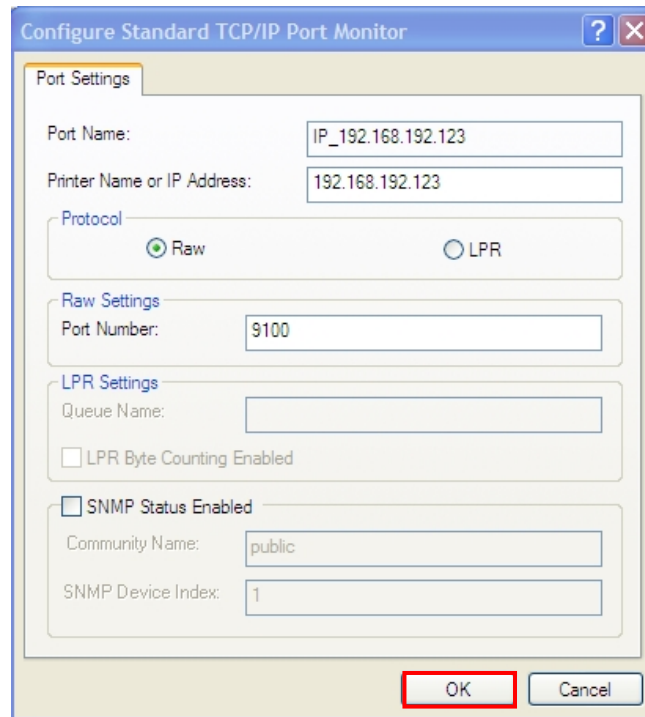 Configure Standard TCP/IP Port Monitor
Port Settings
Port Name: IP_192.168.192.123
Printer Name or IP Address: 192.168.192.123
Protocol
Raw LPR
Raw Settings
Port Number: 9100
LPR Settings
Queue Name:
LPR Byte Counting Enabled
SNMP Status Enabled
Community Name: public
SNMP Device Index: 1
OK Cancel